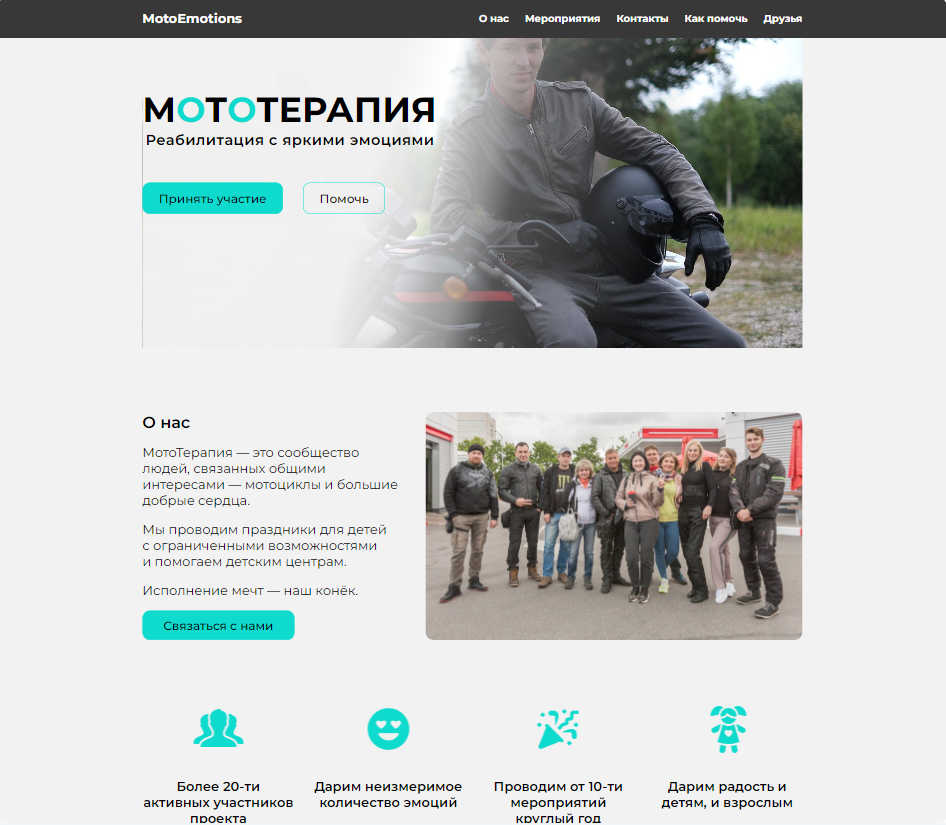 MotoEmotions
О нас Мероприятия Контакты Как помочь Друзья
МОТОТЕРАПИЯ
Реабилитация с яркими эмоциями
Принять участие Помочь
О нас
МотоТерапия — это сообщество
людей, связанных общими
интересами — мотоциклы и большие
добрые сердца.
Мы проводим праздники для детей
с ограниченными возможностями
и помогаем детским центрам.
Исполнение мечт — наш конёк.
Связаться с нами
Более 20-ти
активных участников
проекта
Дарим неизмеримое
количество эмоций
Проводим от 10-ти
мероприятий
круглый год
Дарим радость и
детям, и взрослым